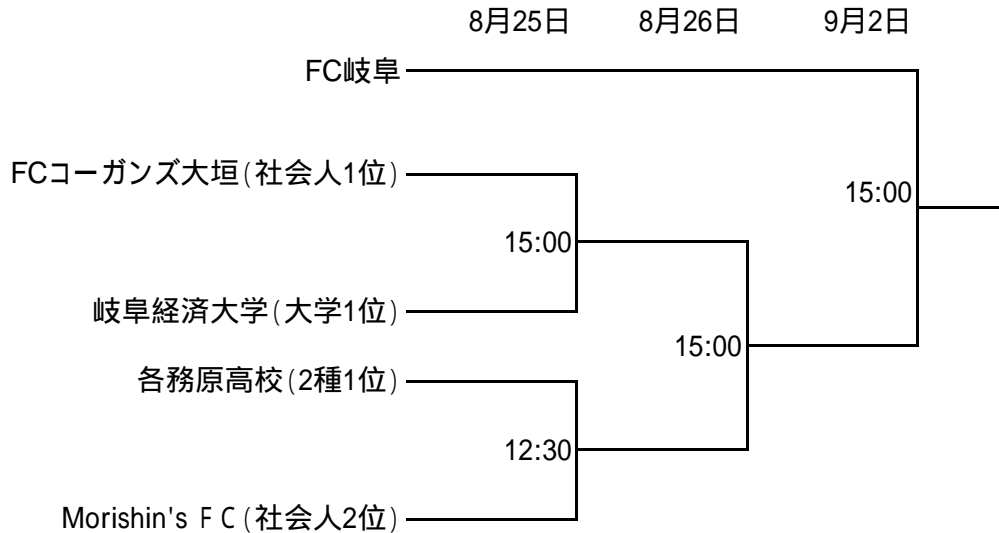 8月25日 8月26日 9月2日
FC岐阜
FCコーガンズ大垣(社会人1位)
15:00
15:00
岐阜経済大学(大学1位)
15:00
各務原高校(2種1位)
12:30
Morishin's ＦＣ(社会人2位)